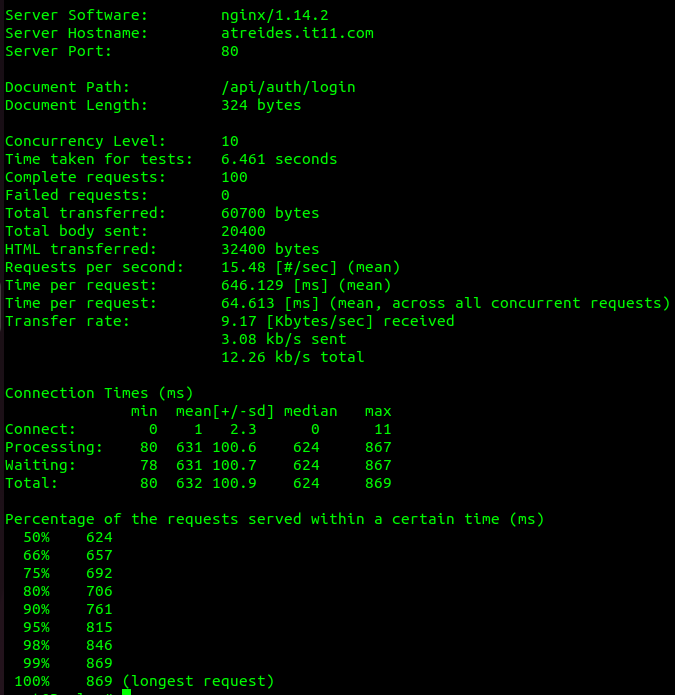 Server Software:        nginx/1.14.2
Server Hostname:        atreides.it11.com
Server Port:            80

Document Path:          /api/auth/login
Document Length:        324 bytes

Concurrency Level:      10
Time taken for tests:   6.461 seconds
Complete requests:      100
Failed requests:        0
Total transferred:      60700 bytes
Total body sent:        20400
HTML transferred:       32400 bytes
Requests per second:    15.48 [#/sec] (mean)
Time per request:       646.129 [ms] (mean)
Time per request:       64.613 [ms] (mean, across all concurrent requests)
Transfer rate:          9.17 [Kbytes/sec] received
                        3.08 kb/s sent
                        12.26 kb/s total

Connection Times (ms)
              min  mean[+/-sd] median   max
Connect:        0    1   2.3      0      11
Processing:    80  631 100.6    624     867
Waiting:       78  631 100.7    624     867
Total:         80  632 100.9    624     869

Percentage of the requests served within a certain time (ms)
  50%    624
  66%    657
  75%    692
  80%    706
  90%    761
  95%    815
  98%    846
  99%    869
 100%    869 (longest request)